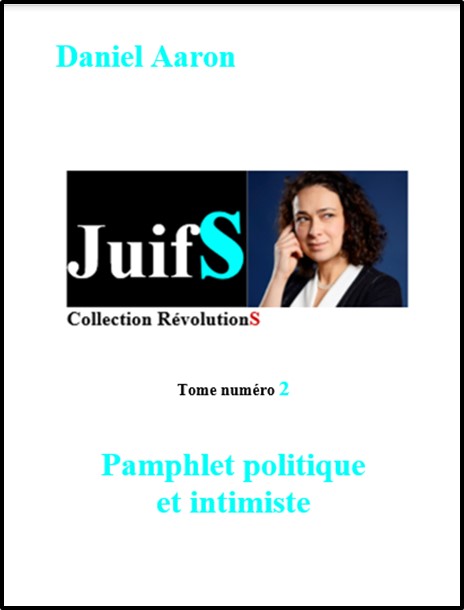 Daniel Aaron
JuifS
Collection RévolutionS
Tome numéro 2
Pamphlet politique
et intimiste